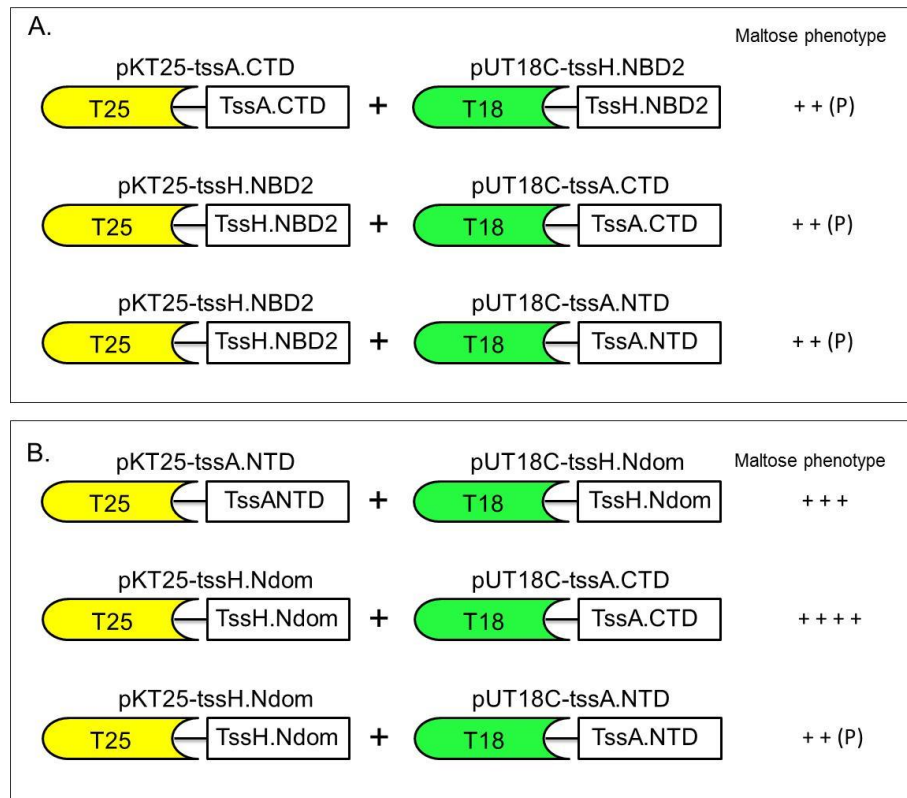 A.
Maltose phenotype
pKT25-tssA.CTD pUT18C-tssH.NBD2
T25 TssA.CTD + T18 TssH.NBD2 + + (P)
pKT25-tssH.NBD2 pUT18C-tssA.CTD
T25 TssH.NBD2 + T18 TssA.CTD + + (P)
pKT25-tssH.NBD2 pUT18C-tssA.NTD
T25 TssH.NBD2 + T18 TssA.NTD + + (P)
B.
pKT25-tssA.NTD pUT18C-tssH.Ndom Maltose phenotype
T25 TssANTD + T18 TssH.Ndom + + +
pKT25-tssH.Ndom pUT18C-tssA.CTD
T25 TssH.Ndom + T18 TssA.CTD + + + +
pKT25-tssH.Ndom pUT18C-tssA.NTD
T25 TssH.Ndom + T18 TssA.NTD + + (P)